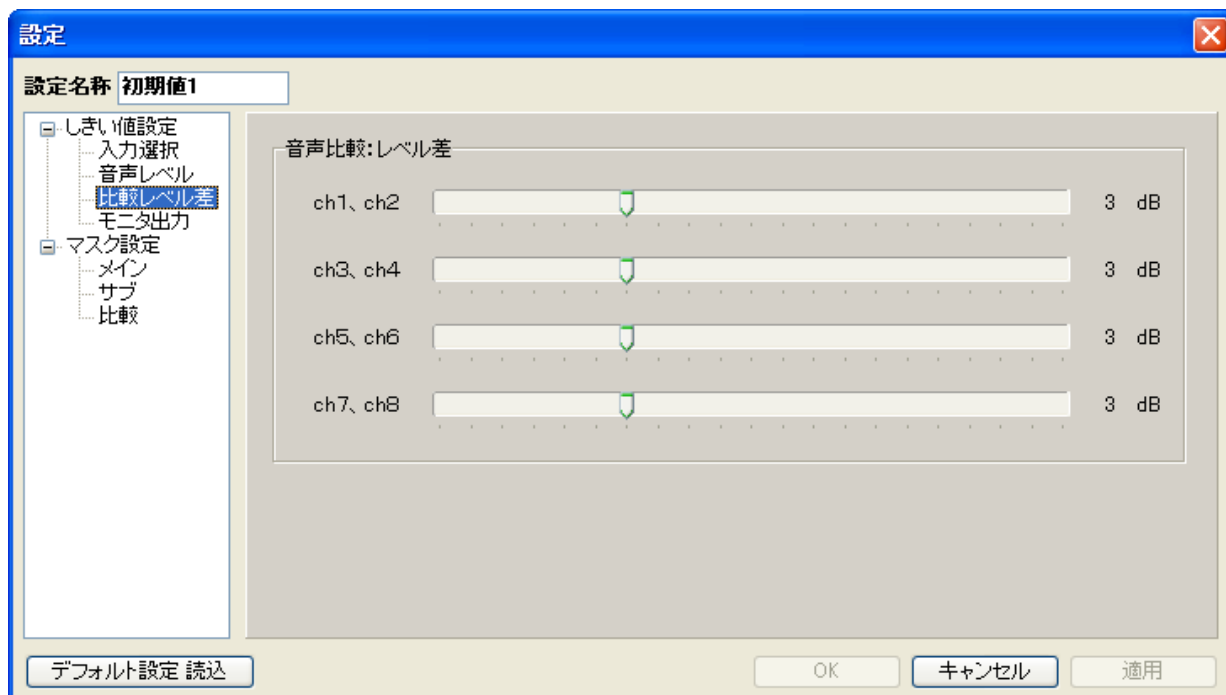 設定
設定名称 初期値1
しきい値設定
入力選択
音声レベル
比較レベル差
モニタ出力
マスク設定
メイン
サブ
比較
音声比較:レベル差
ch1、ch2 3 dB
ch3、ch4 3 dB
ch5、ch6 3 dB
ch7、ch8 3 dB
デフォルト設定 読込 OK キャンセル 適用